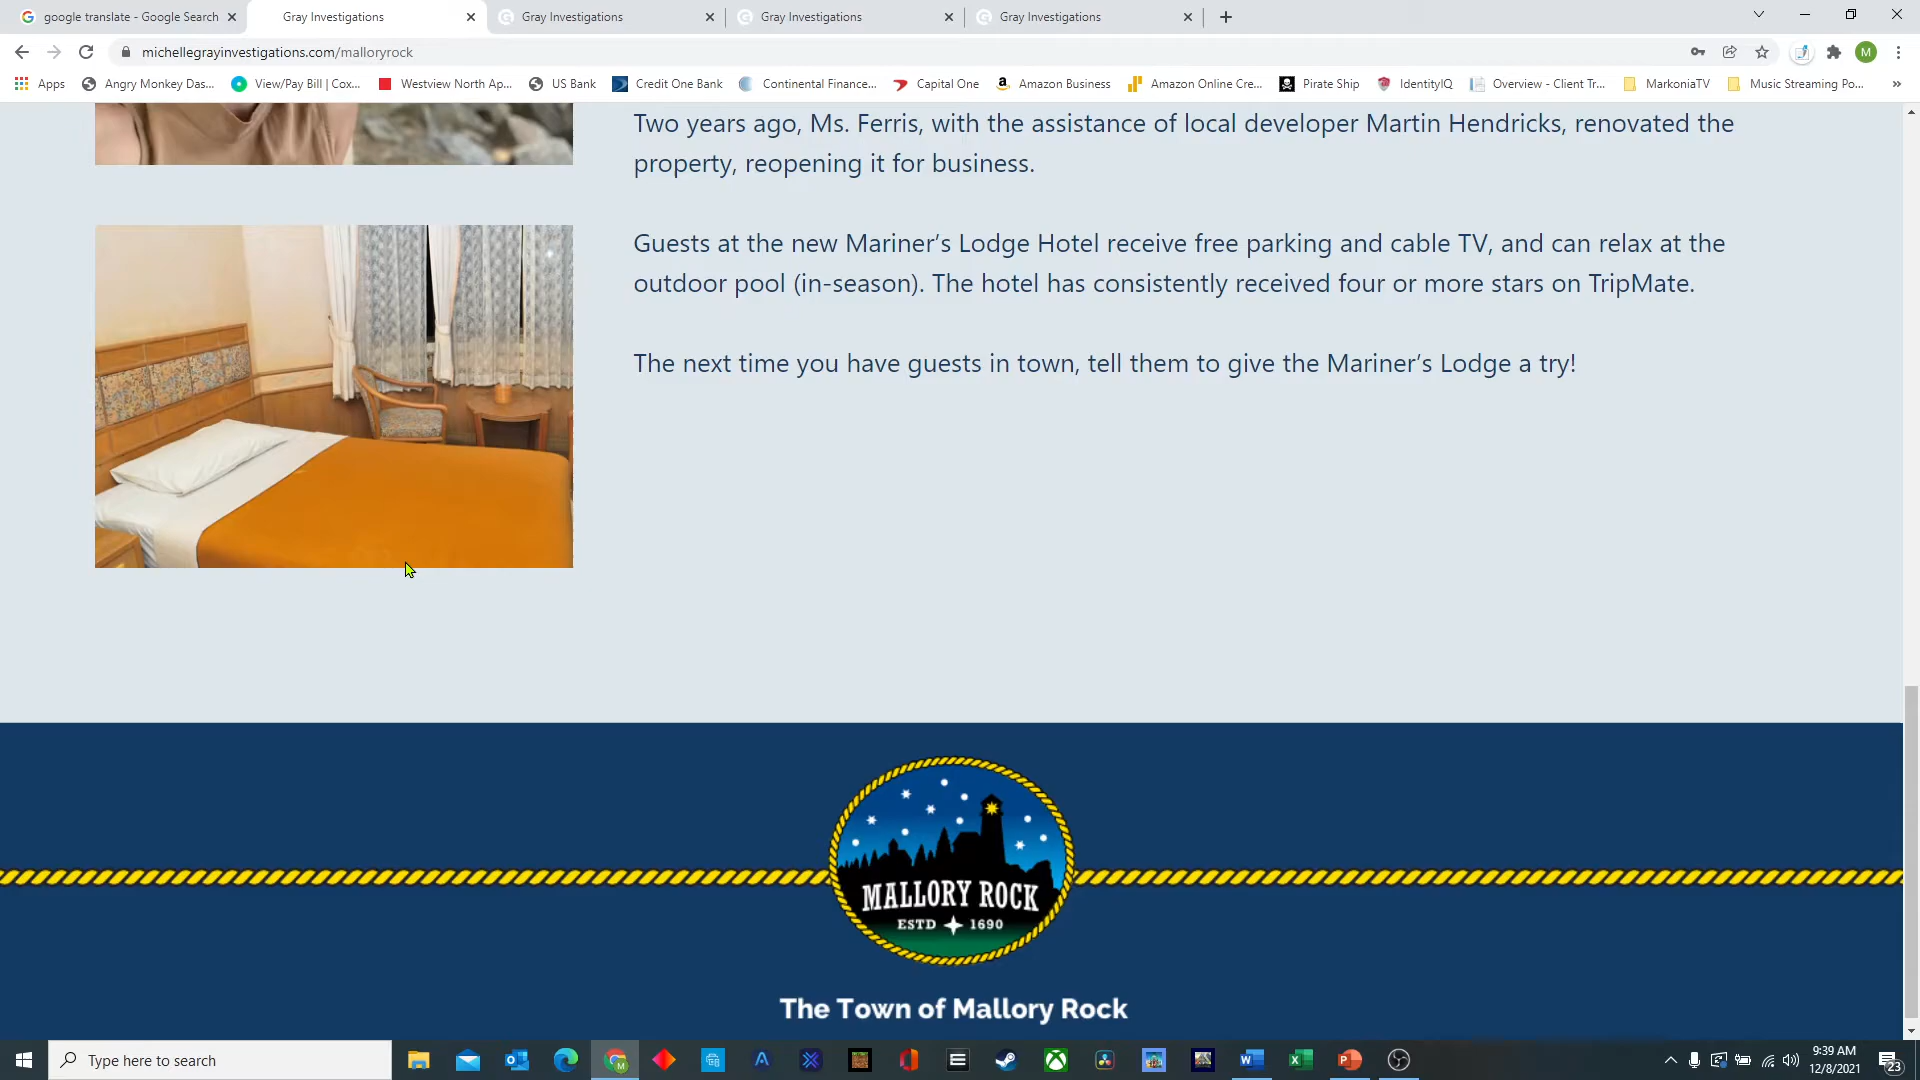 google translate - Google Search
Gray Investigations
Gray Investigations
Gray Investigations
Gray Investigations
michellegrayinvestigations.com/malloryrock
M
Apps
Angry Monkey Das...
View/Pay Bill | Cox...
Westview North Ap...
US Bank
Credit One Bank
Continental Finance...
Capital One
Amazon Business
Amazon Online Cre...
Pirate Ship
IdentityIQ
Overview - Client Tr...
MarkoniaTV
Music Streaming Po...
Two years ago, Ms. Ferris, with the assistance of local developer Martin Hendricks, renovated the
property, reopening it for business.
Guests at the new Mariner’s Lodge Hotel receive free parking and cable TV, and can relax at the
outdoor pool (in-season). The hotel has consistently received four or more stars on TripMate.
The next time you have guests in town, tell them to give the Mariner’s Lodge a try!
MALLORY ROCK
ESTD 1690
The Town of Mallory Rock
Type here to search
9:39 AM
12/8/2021
23